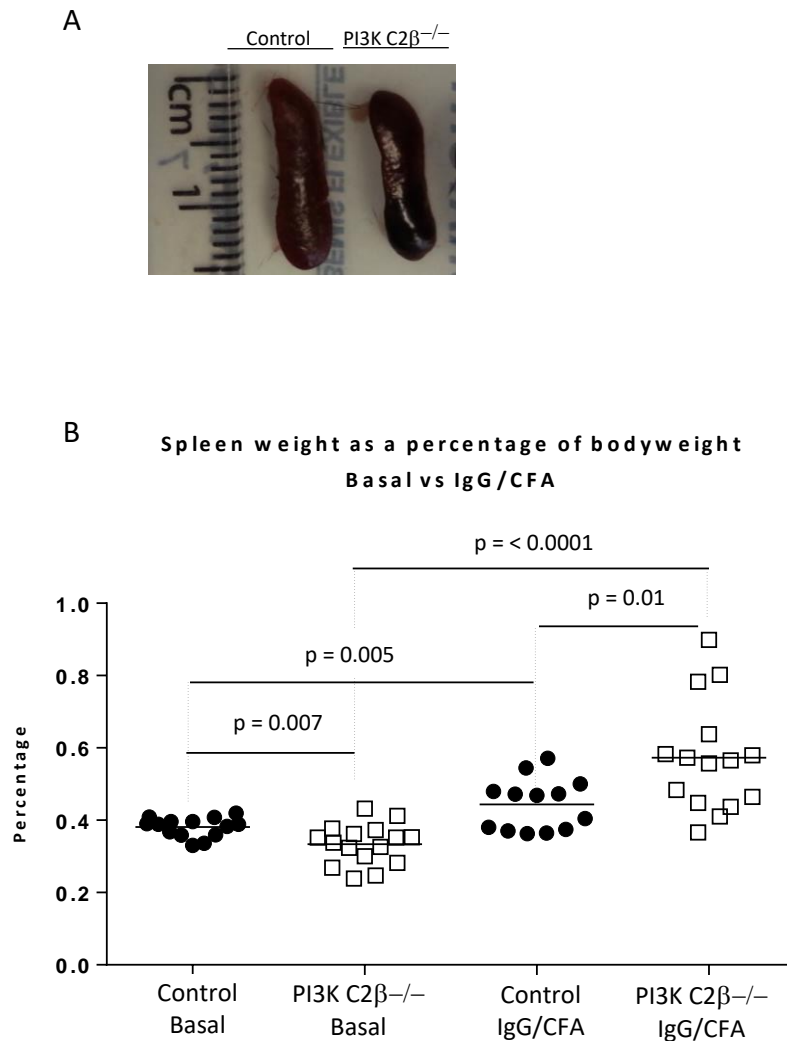 A
Control PI3K C2β−/−
cm
1
B
Spleen weight as a percentage of bodyweight
Basal vs IgG/CFA
p = < 0.0001
p = 0.01
p = 0.005
p = 0.007
1.0
0.8
0.6
0.4
0.2
0.0
Percentage
Control PI3K C2β−/− Control PI3K C2β−/−
Basal Basal IgG/CFA IgG/CFA